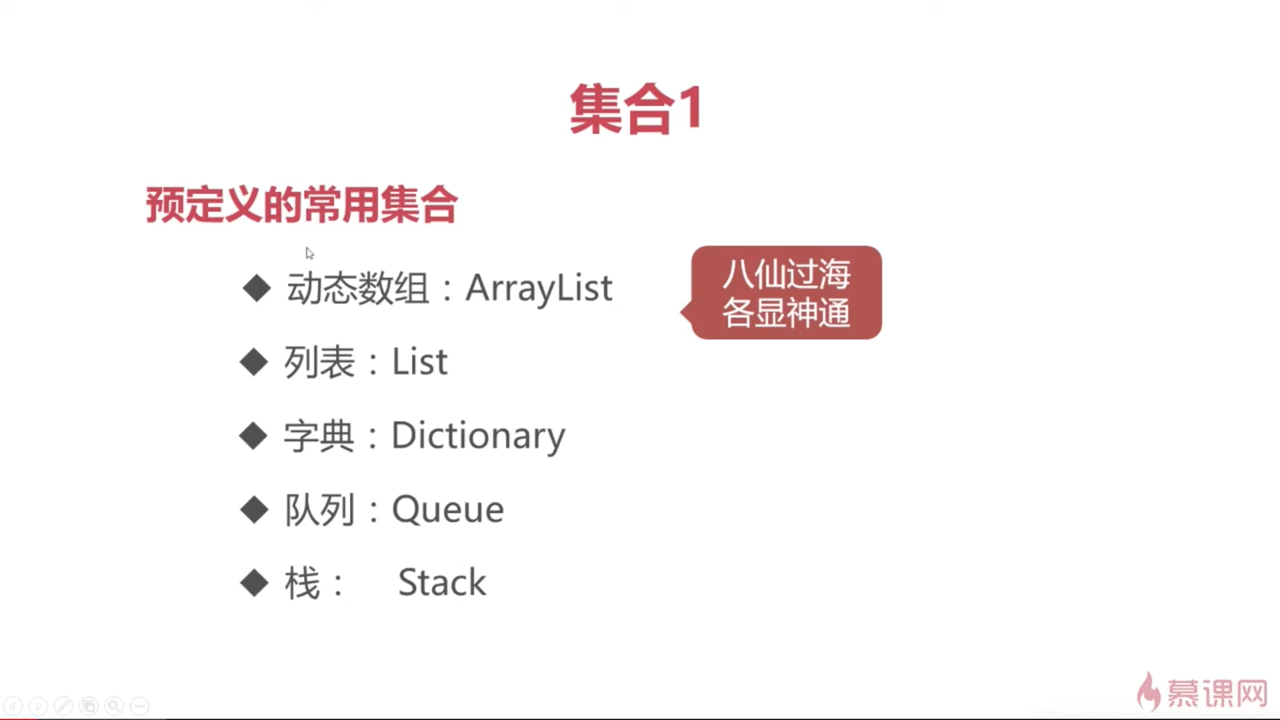 集合1
预定义的常用集合
◆ 动态数组：ArrayList
八仙过海
各显神通
◆ 列表：List
◆ 字典：Dictionary
◆ 队列：Queue
◆ 栈： Stack
慕课网